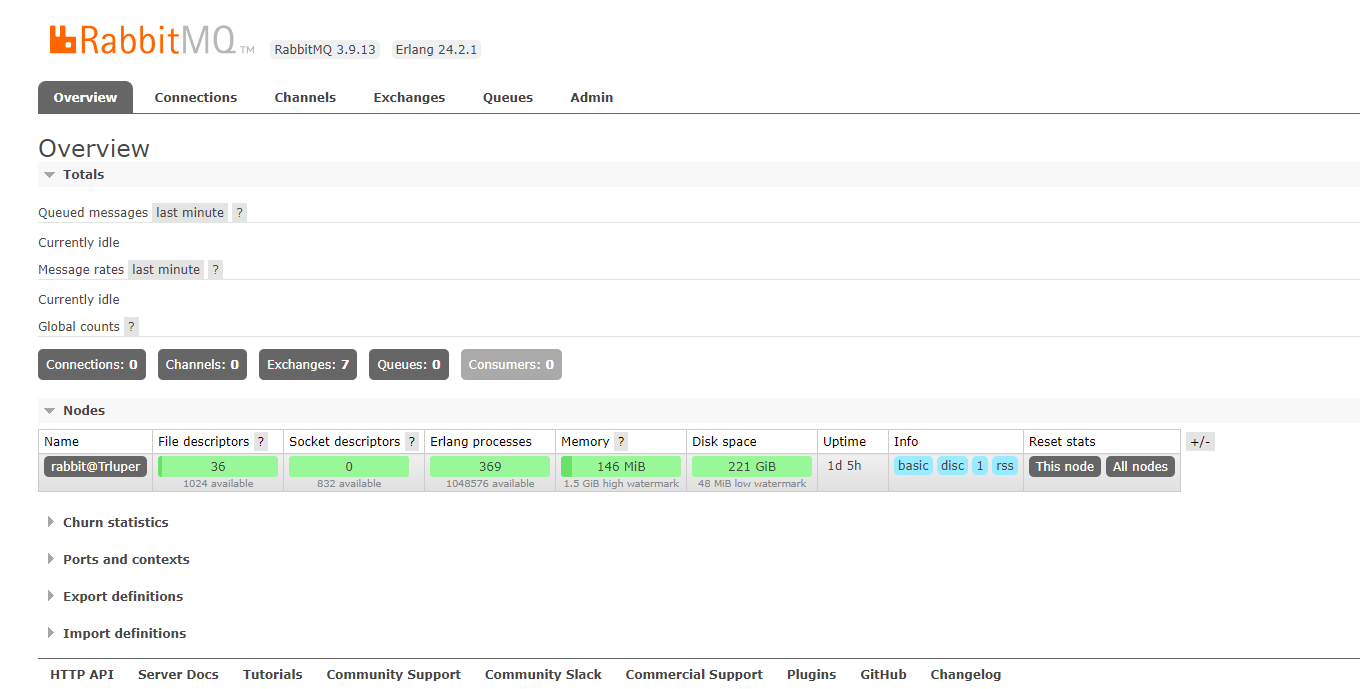 RabbitMQ TM RabbitMQ 3.9.13 Erlang 24.2.1
Overview Connections Channels Exchanges Queues Admin
Overview
Totals
Queued messages last minute ?
Currently idle
Message rates last minute ?
Currently idle
Global counts ?
Connections: 0 Channels: 0 Exchanges: 7 Queues: 0 Consumers: 0
Nodes
Name File descriptors ? Socket descriptors ? Erlang processes Memory ? Disk space Uptime Info Reset stats +/-
rabbit@Trluper 36 0 369 146 MiB 221 GiB 1d 5h basic disc 1 rss This node All nodes
1024 available 832 available 1048576 available 1.5 GiB high watermark 48 MiB low watermark
Churn statistics
Ports and contexts
Export definitions
Import definitions
HTTP API Server Docs Tutorials Community Support Community Slack Commercial Support Plugins GitHub Changelog